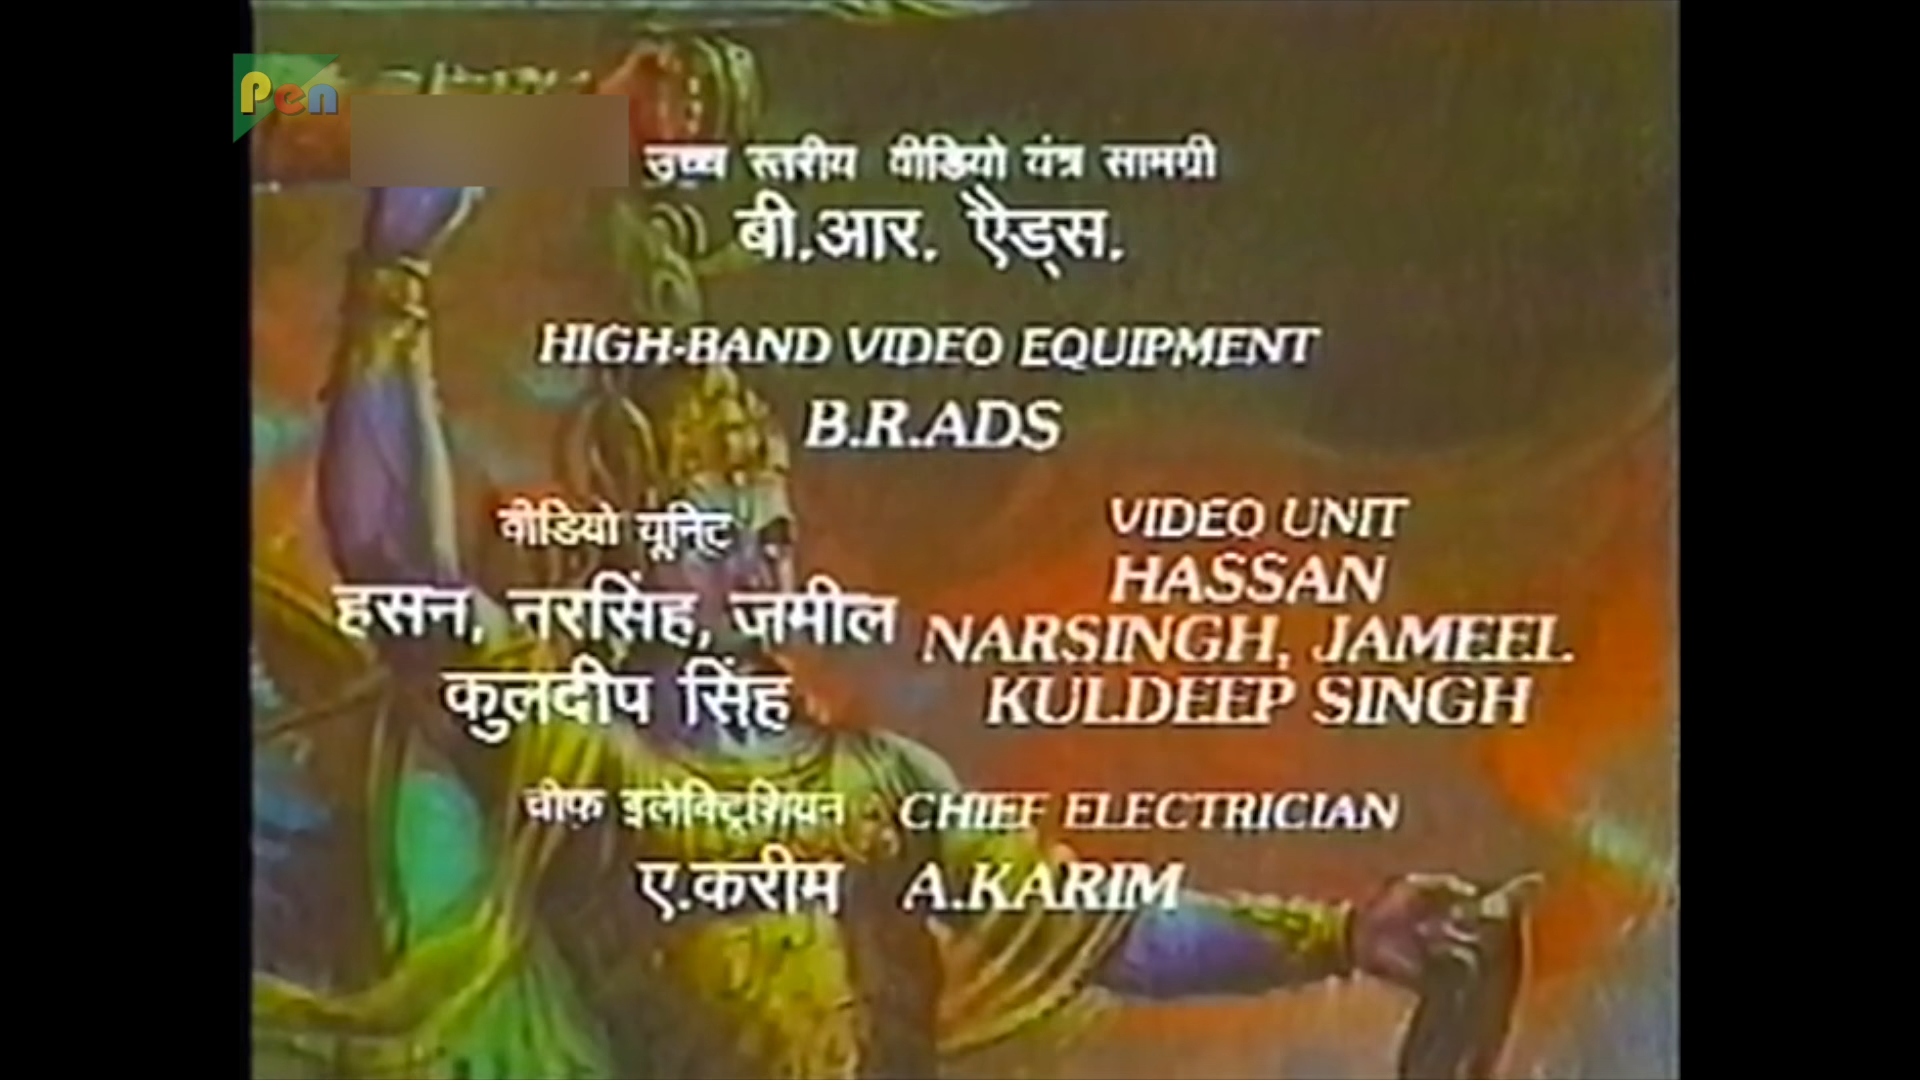 Pen
उच्च स्तरीय वीडियो यंत्र सामग्री
बी.आर. ऐड्स.
HIGH-BAND VIDEO EQUIPMENT
B.R.ADS
वीडियो यूनिट
हसन, नरसिंह, जमील
कुलदीप सिंह
VIDEO UNIT
HASSAN
NARSINGH, JAMEEL
KULDEEP SINGH
चीफ इलेक्ट्रिशियन
ए.करीम
CHIEF ELECTRICIAN
A.KARIM